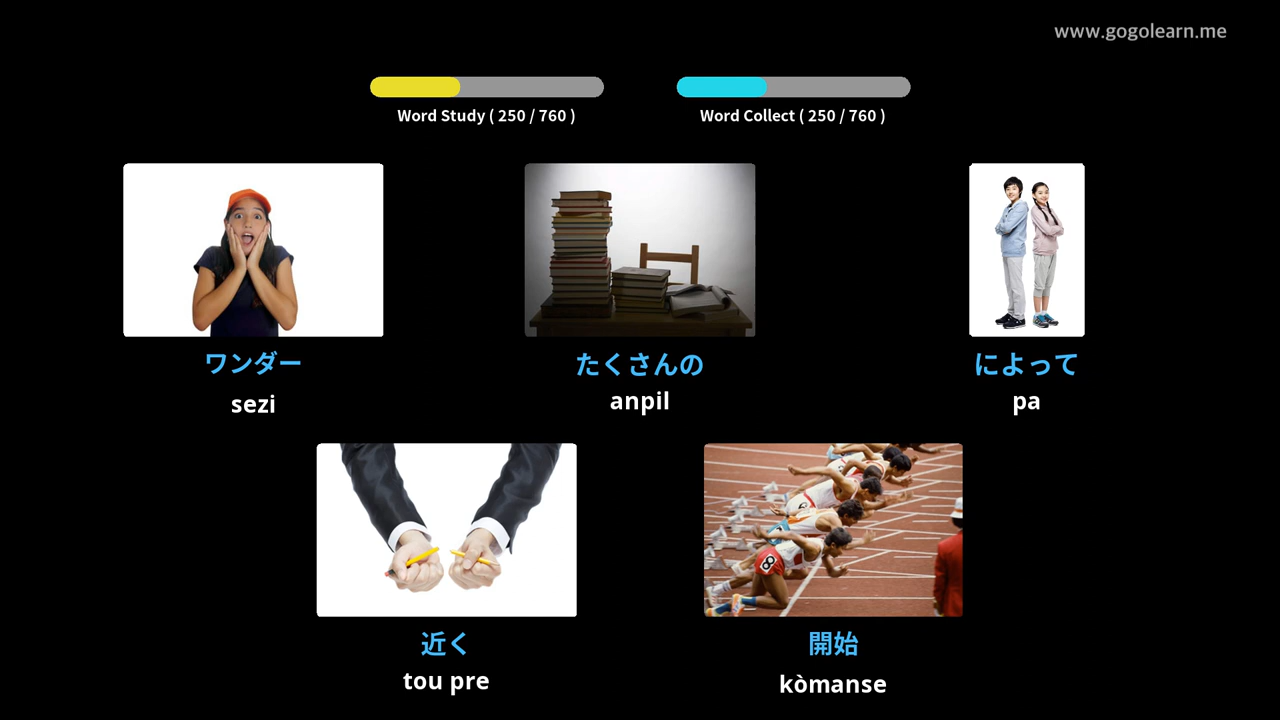 www.gogolearn.me
Word Study ( 250 / 760 )
Word Collect ( 250 / 760 )
ワンダー
sezi
たくさんの
anpil
によって
pa
近く
tou pre
開始
kòmanse